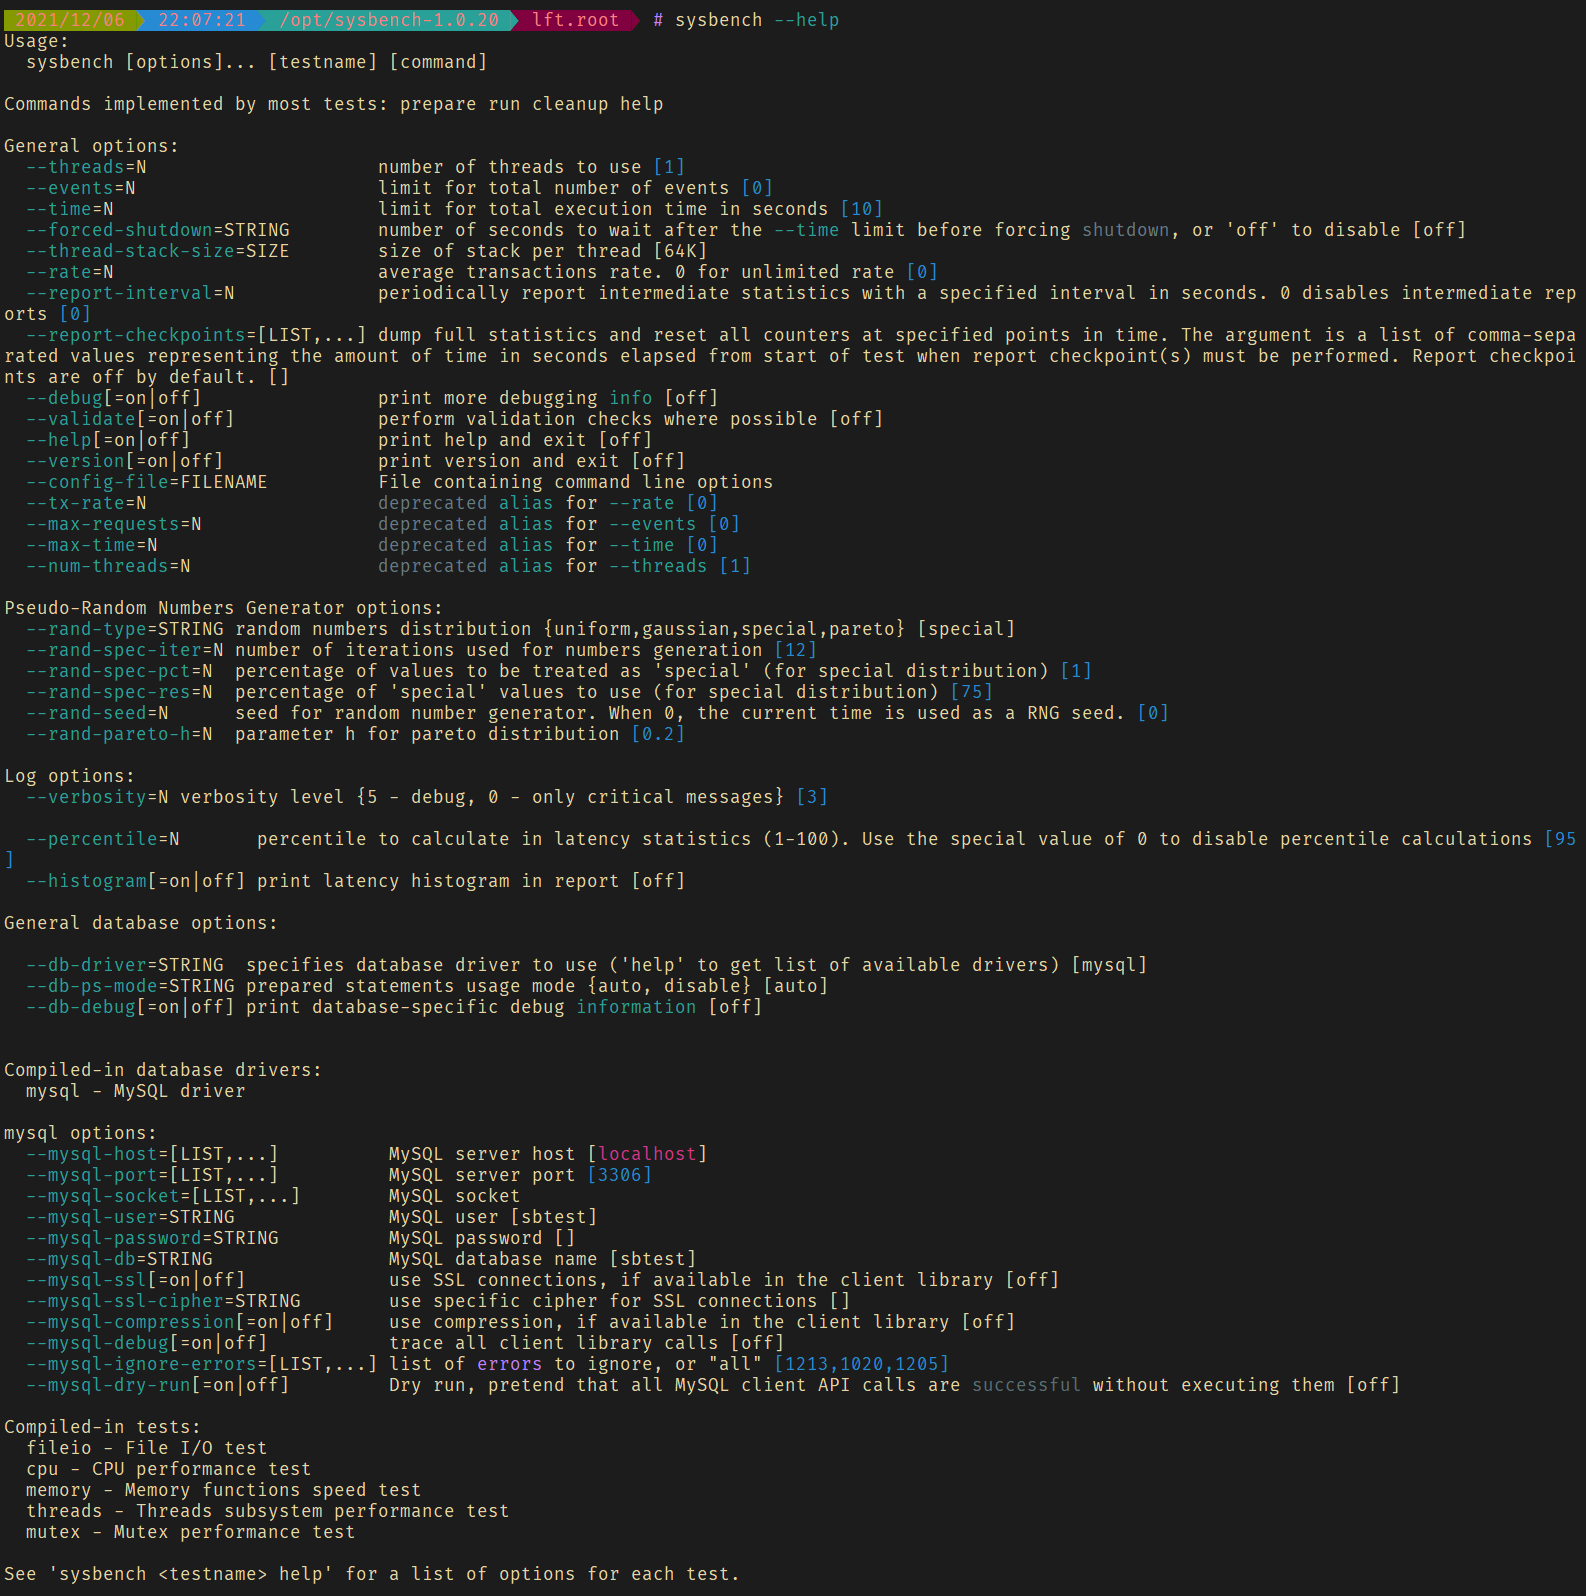 2021/12/06 22:07:21 /opt/sysbench-1.0.20 lft.root # sysbench --help
Usage:
  sysbench [options]... [testname] [command]

Commands implemented by most tests: prepare run cleanup help

General options:
  --threads=N                     number of threads to use [1]
  --events=N                      limit for total number of events [0]
  --time=N                        limit for total execution time in seconds [10]
  --forced-shutdown=STRING        number of seconds to wait after the --time limit before forcing shutdown, or 'off' to disable [off]
  --thread-stack-size=SIZE        size of stack per thread [64K]
  --rate=N                        average transactions rate. 0 for unlimited rate [0]
  --report-interval=N             periodically report intermediate statistics with a specified interval in seconds. 0 disables intermediate rep
orts [0]
  --report-checkpoints=[LIST,...] dump full statistics and reset all counters at specified points in time. The argument is a list of comma-sepa
rated values representing the amount of time in seconds elapsed from start of test when report checkpoint(s) must be performed. Report checkpoi
nts are off by default. []
  --debug[=on|off]                print more debugging info [off]
  --validate[=on|off]             perform validation checks where possible [off]
  --help[=on|off]                 print help and exit [off]
  --version[=on|off]              print version and exit [off]
  --config-file=FILENAME          File containing command line options
  --tx-rate=N                     deprecated alias for --rate [0]
  --max-requests=N                deprecated alias for --events [0]
  --max-time=N                    deprecated alias for --time [0]
  --num-threads=N                 deprecated alias for --threads [1]

Pseudo-Random Numbers Generator options:
  --rand-type=STRING random numbers distribution {uniform,gaussian,special,pareto} [special]
  --rand-spec-iter=N number of iterations used for numbers generation [12]
  --rand-spec-pct=N  percentage of values to be treated as 'special' (for special distribution) [1]
  --rand-spec-res=N  percentage of 'special' values to use (for special distribution) [75]
  --rand-seed=N      seed for random number generator. When 0, the current time is used as a RNG seed. [0]
  --rand-pareto-h=N  parameter h for pareto distribution [0.2]

Log options:
  --verbosity=N verbosity level {5 - debug, 0 - only critical messages} [3]

  --percentile=N       percentile to calculate in latency statistics (1-100). Use the special value of 0 to disable percentile calculations [95
]
  --histogram[=on|off] print latency histogram in report [off]

General database options:

  --db-driver=STRING  specifies database driver to use ('help' to get list of available drivers) [mysql]
  --db-ps-mode=STRING prepared statements usage mode {auto, disable} [auto]
  --db-debug[=on|off] print database-specific debug information [off]


Compiled-in database drivers:
  mysql - MySQL driver

mysql options:
  --mysql-host=[LIST,...]          MySQL server host [localhost]
  --mysql-port=[LIST,...]          MySQL server port [3306]
  --mysql-socket=[LIST,...]        MySQL socket
  --mysql-user=STRING              MySQL user [sbtest]
  --mysql-password=STRING          MySQL password []
  --mysql-db=STRING                MySQL database name [sbtest]
  --mysql-ssl[=on|off]             use SSL connections, if available in the client library [off]
  --mysql-ssl-cipher=STRING        use specific cipher for SSL connections []
  --mysql-compression[=on|off]     use compression, if available in the client library [off]
  --mysql-debug[=on|off]           trace all client library calls [off]
  --mysql-ignore-errors=[LIST,...] list of errors to ignore, or "all" [1213,1020,1205]
  --mysql-dry-run[=on|off]         Dry run, pretend that all MySQL client API calls are successful without executing them [off]

Compiled-in tests:
  fileio - File I/O test
  cpu - CPU performance test
  memory - Memory functions speed test
  threads - Threads subsystem performance test
  mutex - Mutex performance test

See 'sysbench <testname> help' for a list of options for each test.